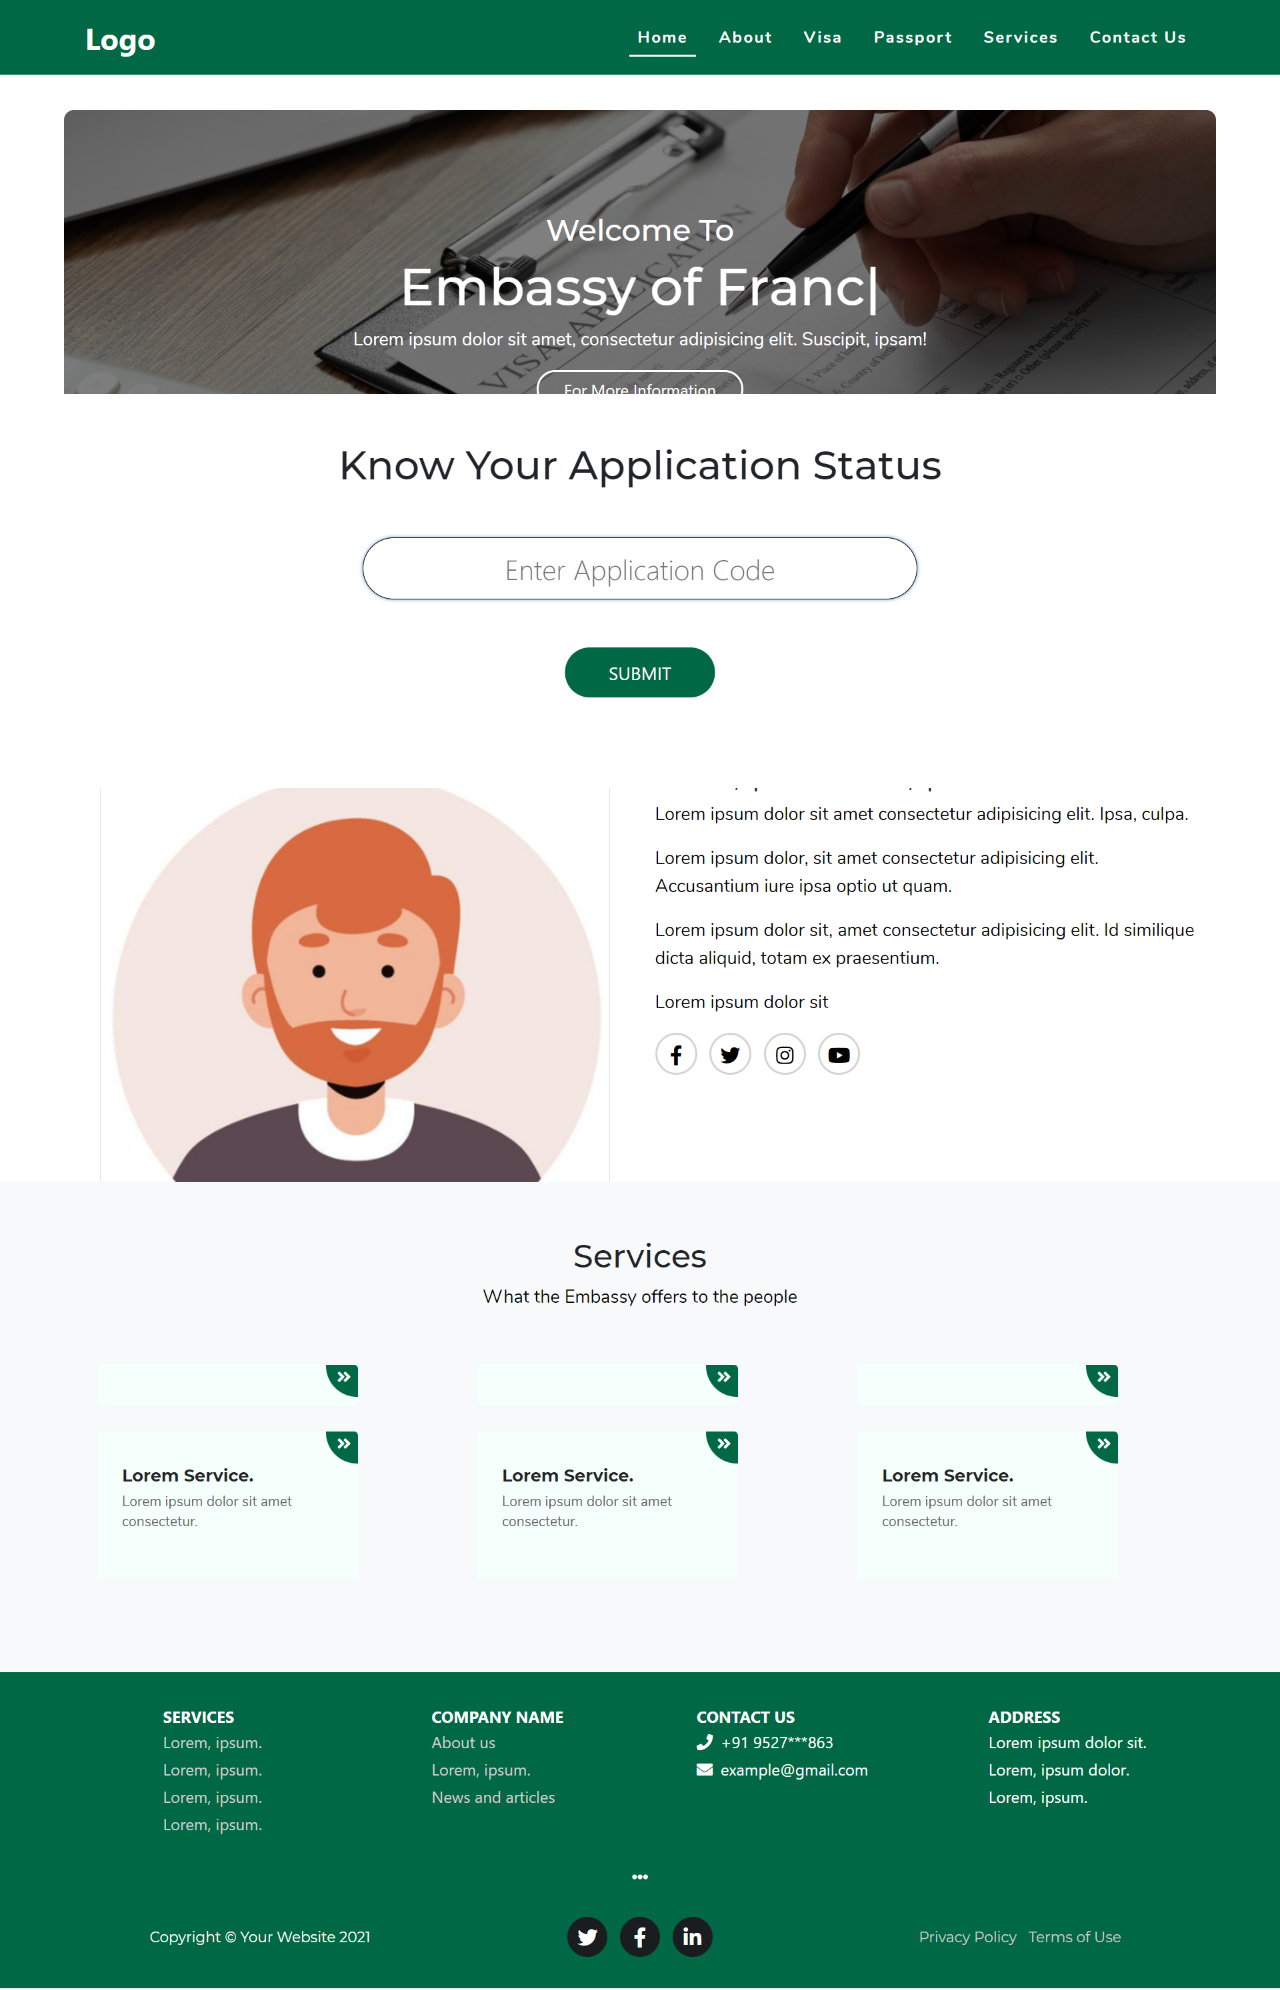 Logo
Home About Visa Passport Services Contact Us
Welcome To
Embassy of Franc|
Lorem ipsum dolor sit amet, consectetur adipisicing elit. Suscipit, ipsam!
VISA APPLICATION
For More Information
Know Your Application Status
Enter Application Code
SUBMIT
Lorem ipsum dolor sit amet consectetur adipisicing elit. Ipsa, culpa.
Lorem ipsum dolor, sit amet consectetur adipisicing elit.
Accusantium iure ipsa optio ut quam.
Lorem ipsum dolor sit, amet consectetur adipisicing elit. Id similique
dicta aliquid, totam ex praesentium.
Lorem ipsum dolor sit
Services
What the Embassy offers to the people
Lorem Service.
Lorem ipsum dolor sit amet
consectetur.
Lorem Service.
Lorem ipsum dolor sit amet
consectetur.
Lorem Service.
Lorem ipsum dolor sit amet
consectetur.
SERVICES
Lorem, ipsum.
Lorem, ipsum.
Lorem, ipsum.
Lorem, ipsum.
COMPANY NAME
About us
Lorem, ipsum.
News and articles
CONTACT US
+91 9527***863
example@gmail.com
ADDRESS
Lorem ipsum dolor sit.
Lorem, ipsum dolor.
Lorem, ipsum.
Copyright © Your Website 2021
Privacy Policy Terms of Use